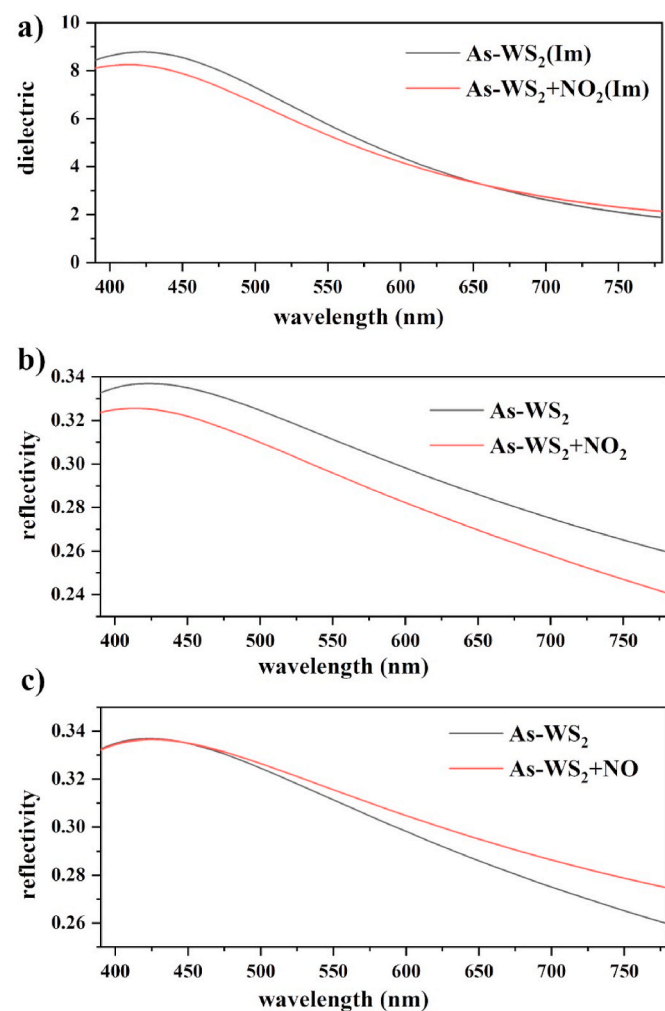 a)
10
8
6
4
2
0
dielectric
As-WS₂(Im)
As-WS₂+NO₂(Im)
400 450 500 550 600 650 700 750
wavelength (nm)
b)
0.34
0.32
0.30
0.28
0.26
0.24
reflectivity
As-WS₂
As-WS₂+NO₂
400 450 500 550 600 650 700 750
wavelength (nm)
c)
0.34
0.32
0.30
0.28
0.26
reflectivity
As-WS₂
As-WS₂+NO
400 450 500 550 600 650 700 750
wavelength (nm)